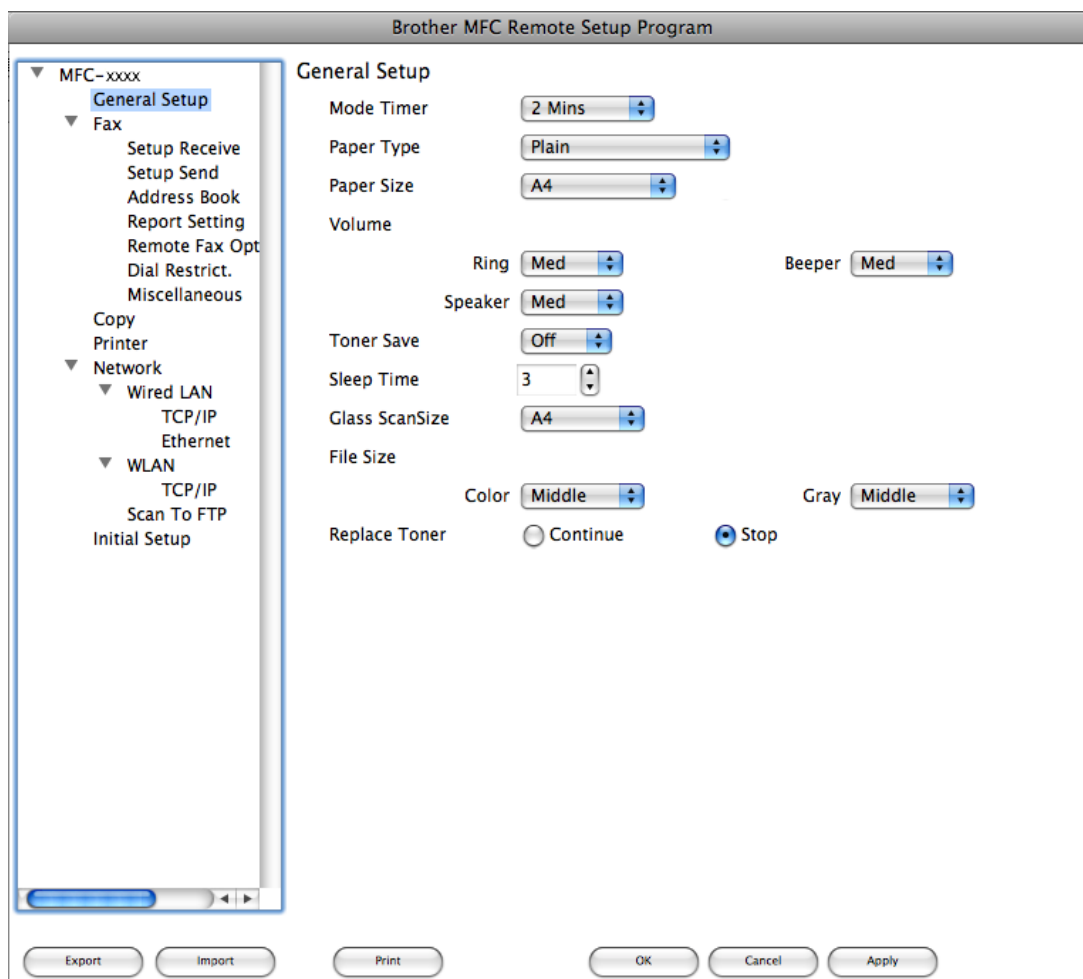 Brother MFC Remote Setup Program
MFC-xxxx
General Setup
Fax
Setup Receive
Setup Send
Address Book
Report Setting
Remote Fax Opt
Dial Restrict.
Miscellaneous
Copy
Printer
Network
Wired LAN
TCP/IP
Ethernet
WLAN
TCP/IP
Scan To FTP
Initial Setup
General Setup
Mode Timer 2 Mins
Paper Type Plain
Paper Size A4
Volume
Ring Med Beeper Med
Speaker Med
Toner Save Off
Sleep Time 3
Glass ScanSize A4
File Size
Color Middle Gray Middle
Replace Toner Continue Stop
Export Import Print OK Cancel Apply